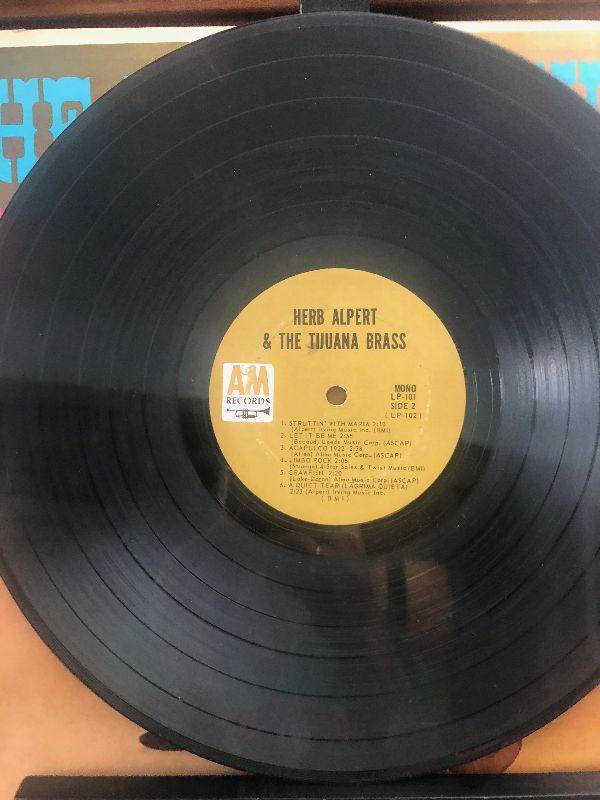 HE
HERB ALPERT
& THE TIJUANA BRASS
A&M
RECORDS
MONO
LP-101
SIDE 2
(LP-102)
1. STRUTTIN' WITH MARIA 2:10
(Alpert) Irving Music Inc. (BMI)
2. LET IT BE ME 2:55
(Becaud) Leeds Music Corp. (ASCAP)
3. ACAPULCO 1922 2:38
(Allen) Almo Music Corp. (ASCAP)
4. LIMBO ROCK 2:05
(Strange) 4 Star Sales & Twist Music (BMI)
5. CRAWFISH 2:20
(Lake-Bacon) Almo Music Corp. (ASCAP)
6. A QUIET TEAR (LAGRIMA QUIETA)
2:23 (Alpert) Irving Music Inc.
(BMI)